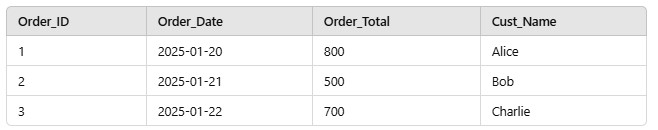 Order_ID Order_Date Order_Total Cust_Name
1 2025-01-20 800 Alice
2 2025-01-21 500 Bob
3 2025-01-22 700 Charlie